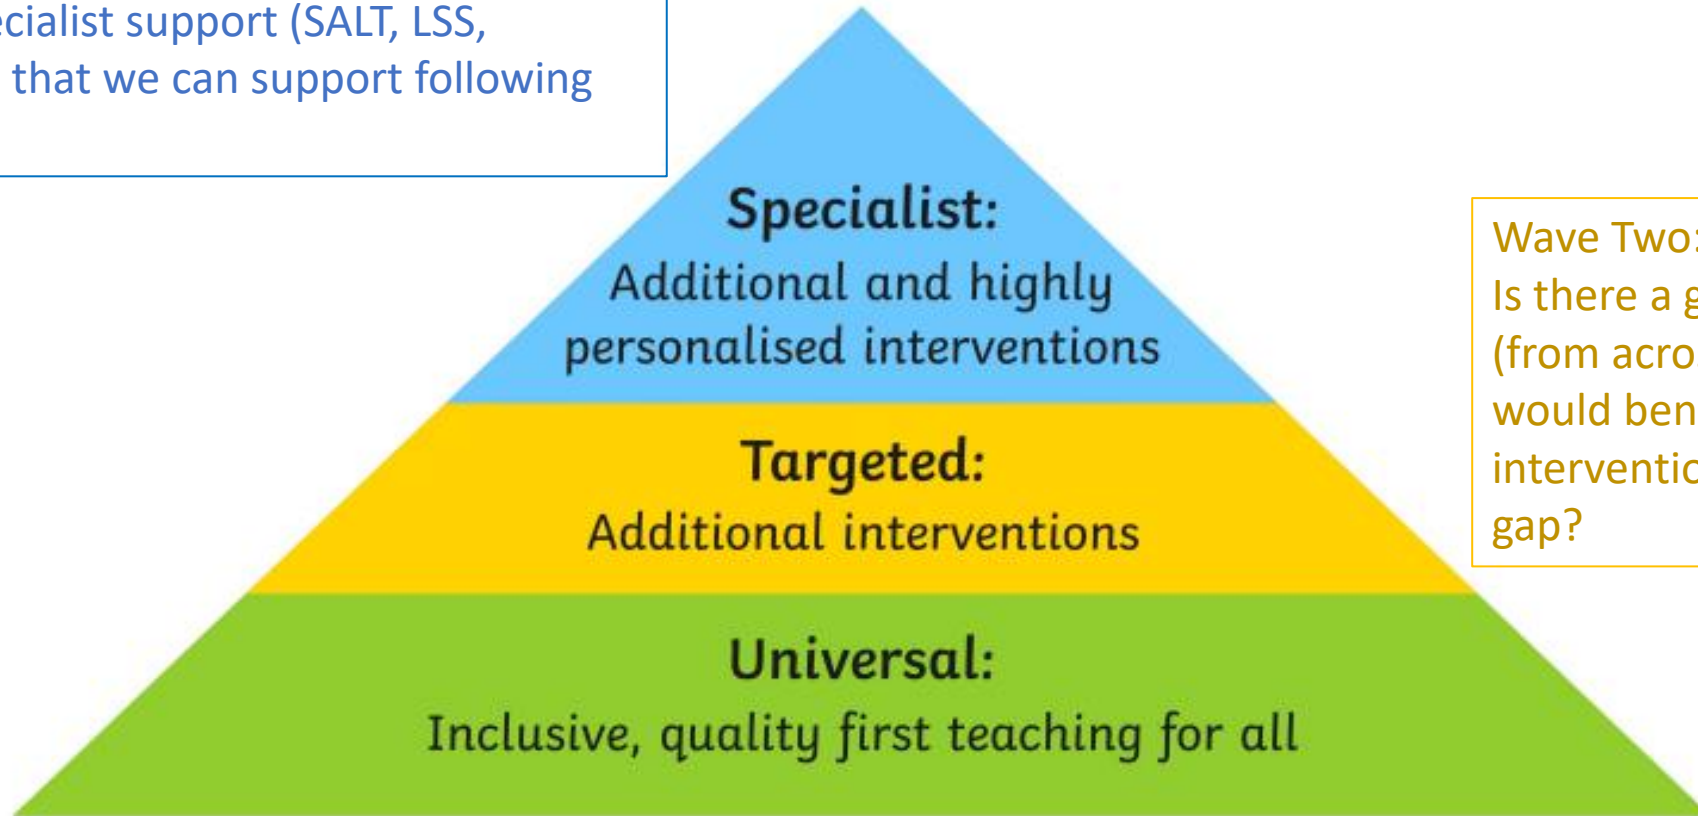 ecialist support (SALT, LSS,
that we can support following
Specialist:
Additional and highly
personalised interventions
Wave Two:
Is there a g
(from acro
would ben
interventio
gap?
Targeted:
Additional interventions
Universal:
Inclusive, quality first teaching for all